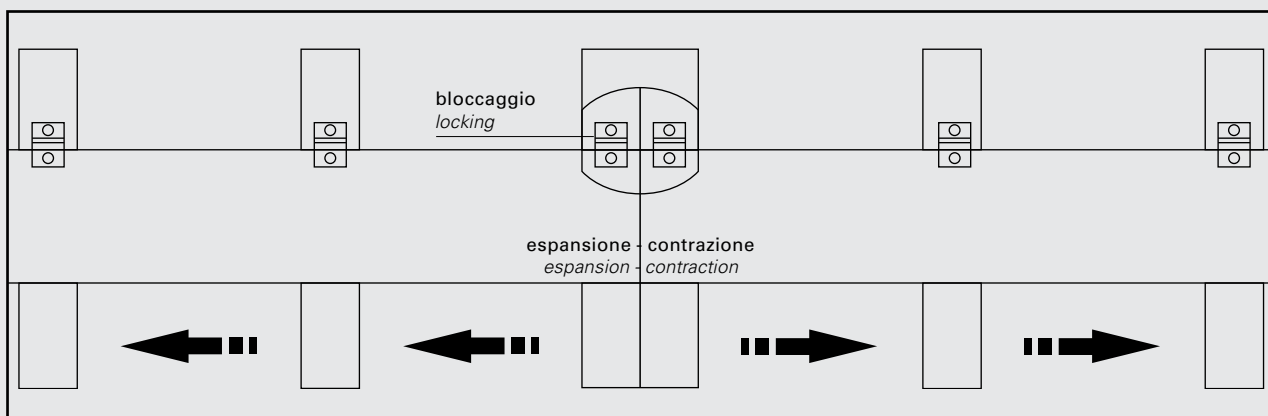 bloccaggio
locking
espansione - contrazione
espansion - contraction